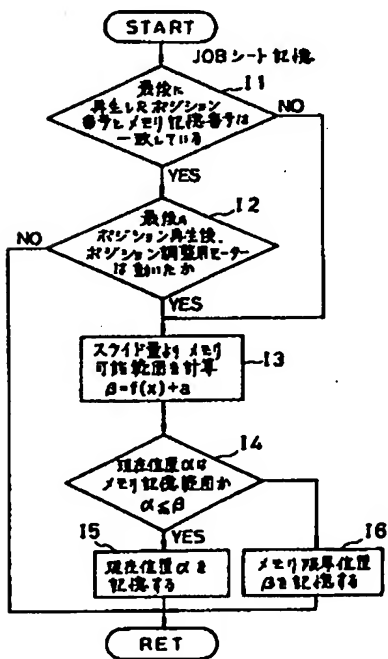 START
JOBシート記憶
I1
最後に
再生したポジション
番号とメモリ記憶番号は
一致している
NO
YES
I2
最後の
ポジション再生後、
ポジション調整用モーター
は動いたか
NO
YES
I3
スライド量よりメモリ
可能範囲を計算
β=f(x)+a
I4
現在位置αは
メモリ記憶範囲か
α≦β
YES
I5
現在位置αを
記憶する
I6
メモリ限界位置
βを記憶する
RET